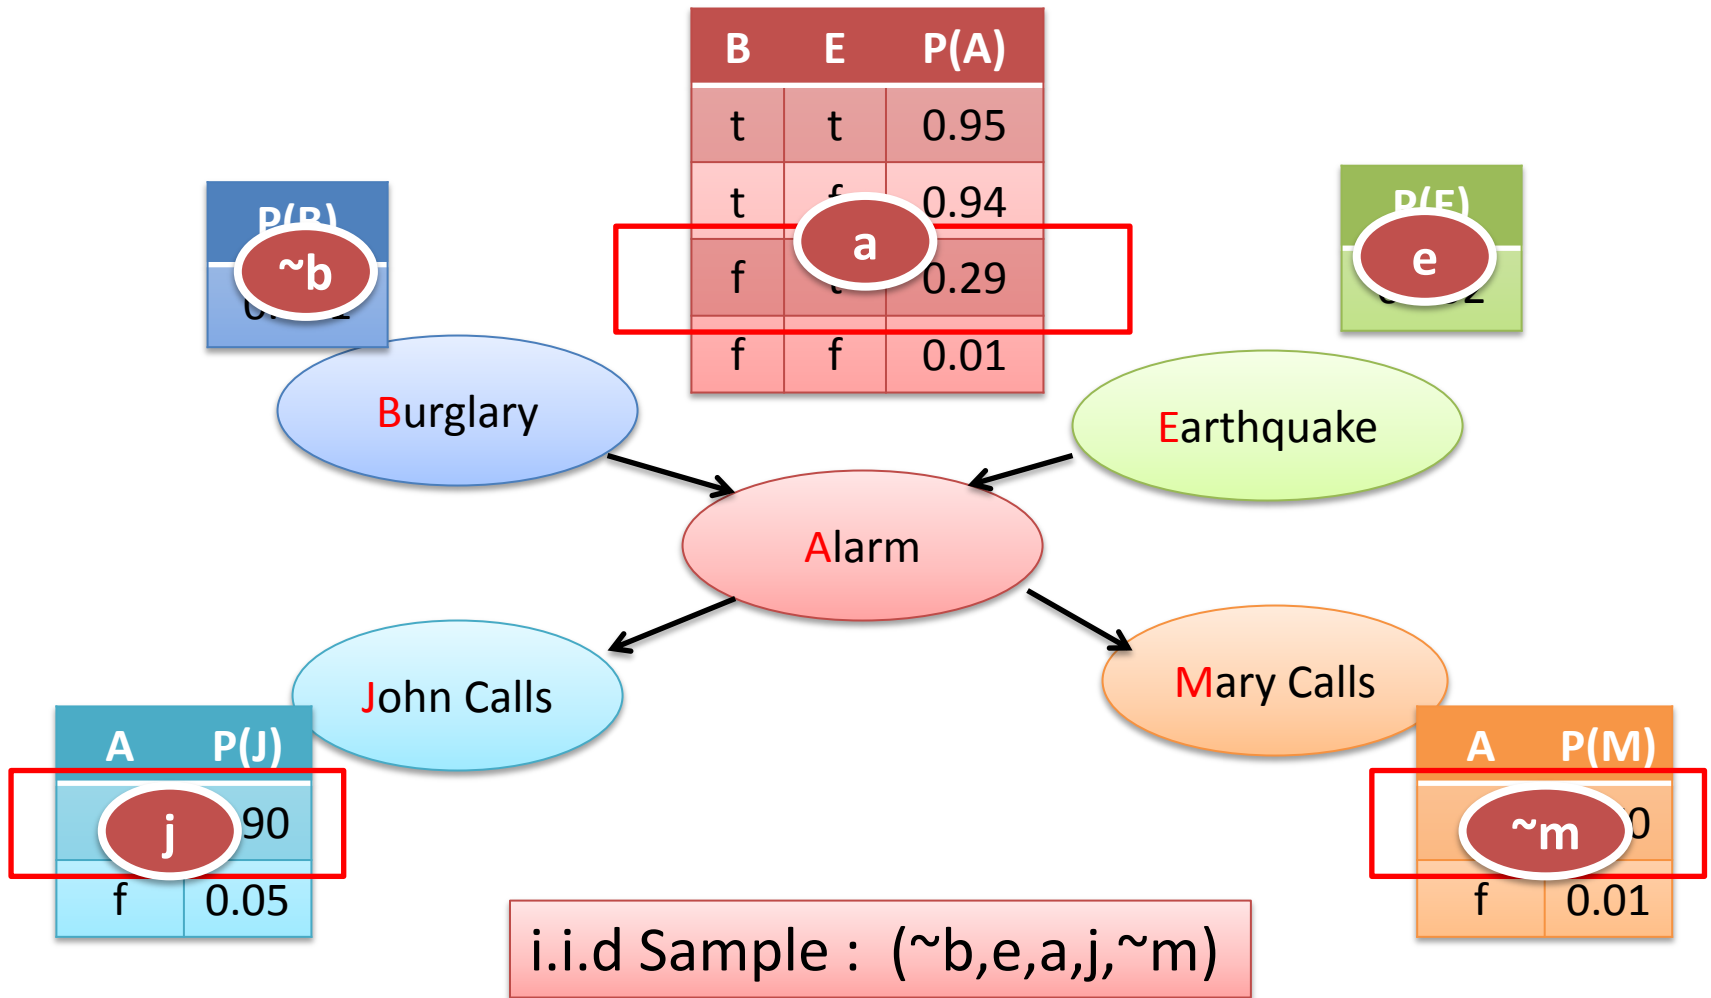 B E P(A)
t t 0.95
t 0.94
f 0.29
f f 0.01
a
~b
e
Burglary
Earthquake
Alarm
John Calls
Mary Calls
A P(J)
j 90
f 0.05
A P(M)
~m 0
f 0.01
i.i.d Sample : (~b,e,a,j,~m)